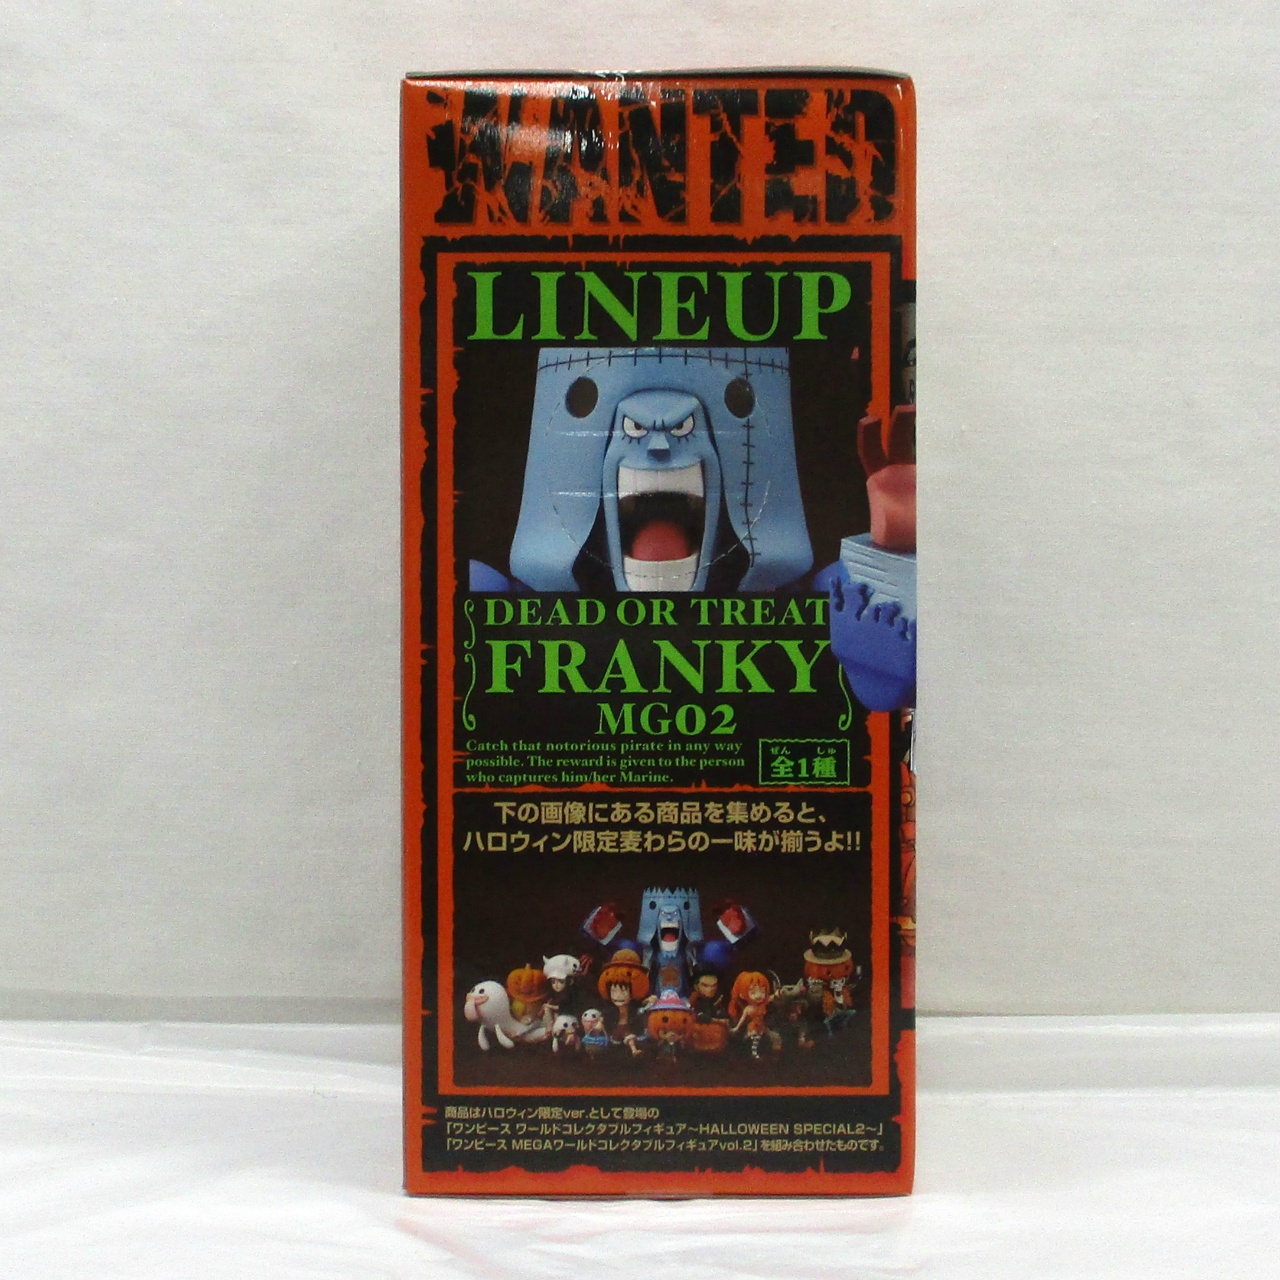 WANTED
LINEUP
DEAD OR TREAT
FRANKY
MG02
Catch that notorious pirate in any way
possible. The reward is given to the person
who captures him/her Marine.
ぜん しゅ
全1種
下の画像にある商品を集めると、
ハロウィン限定麦わらの一味が揃うよ!!
商品はハロウィン限定ver.として登場の
「ワンピース ワールドコレクタブルフィギュア～HALLOWEEN SPECIAL2～」
「ワンピース MEGAワールドコレクタブルフィギュアvol.2」を組み合わせたものです。